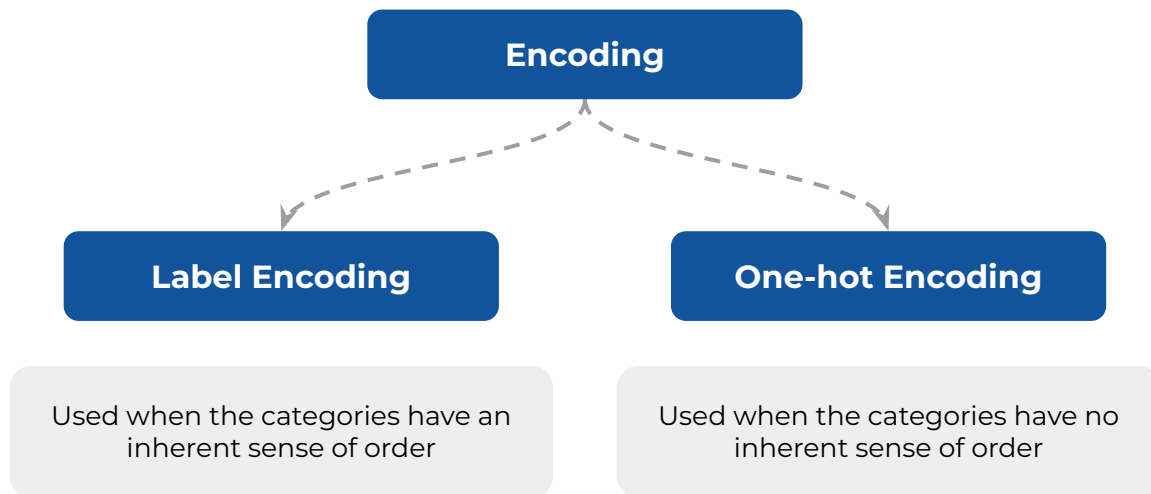 Encoding
Label Encoding
One-hot Encoding
Used when the categories have an
inherent sense of order
Used when the categories have no
inherent sense of order